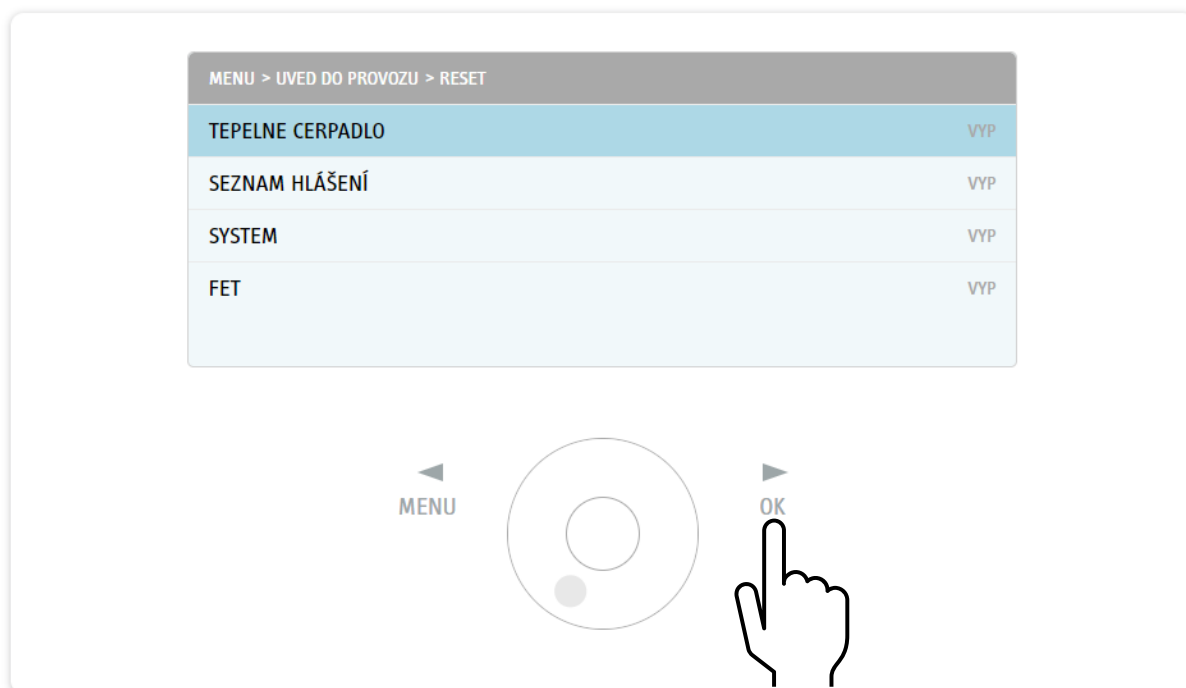 MENU > UVED DO PROVOZU > RESET
TEPELNE CERPADLO VYP
SEZNAM HLÁŠENÍ VYP
SYSTEM VYP
FET VYP
MENU OK